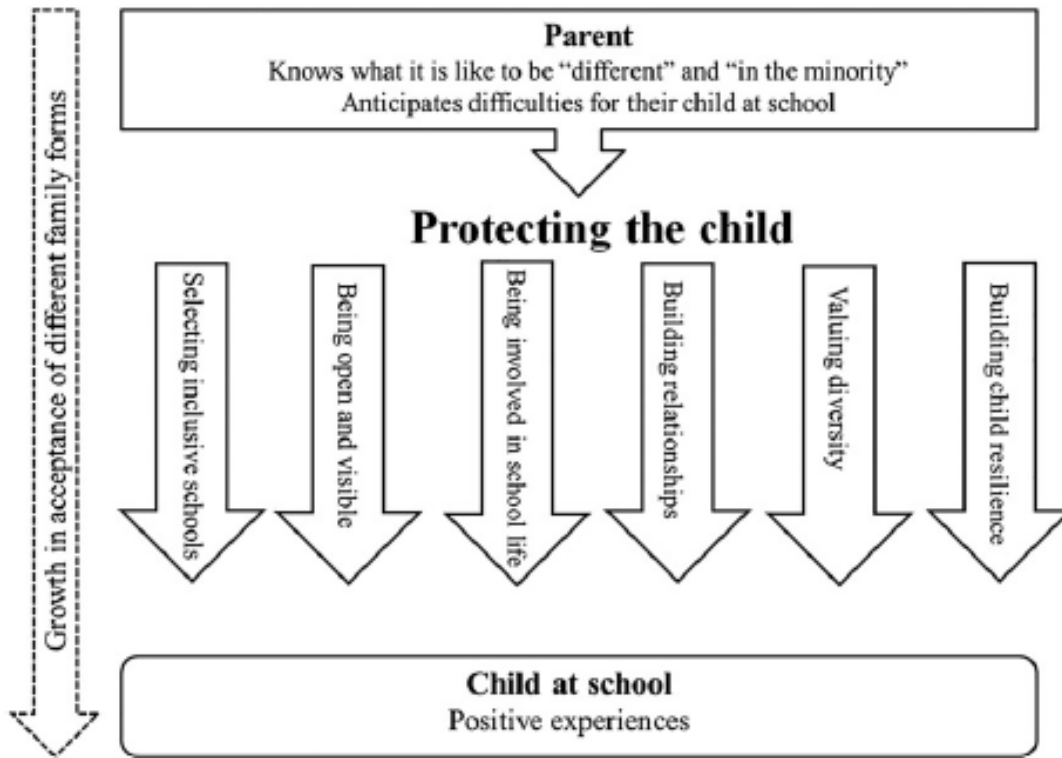 Growth in acceptance of different family forms
Parent
Knows what it is like to be “different” and “in the minority”
Anticipates difficulties for their child at school
Protecting the child
Selecting inclusive schools
Being open and visible
Being involved in school life
Building relationships
Valuing diversity
Building child resilience
Child at school
Positive experiences